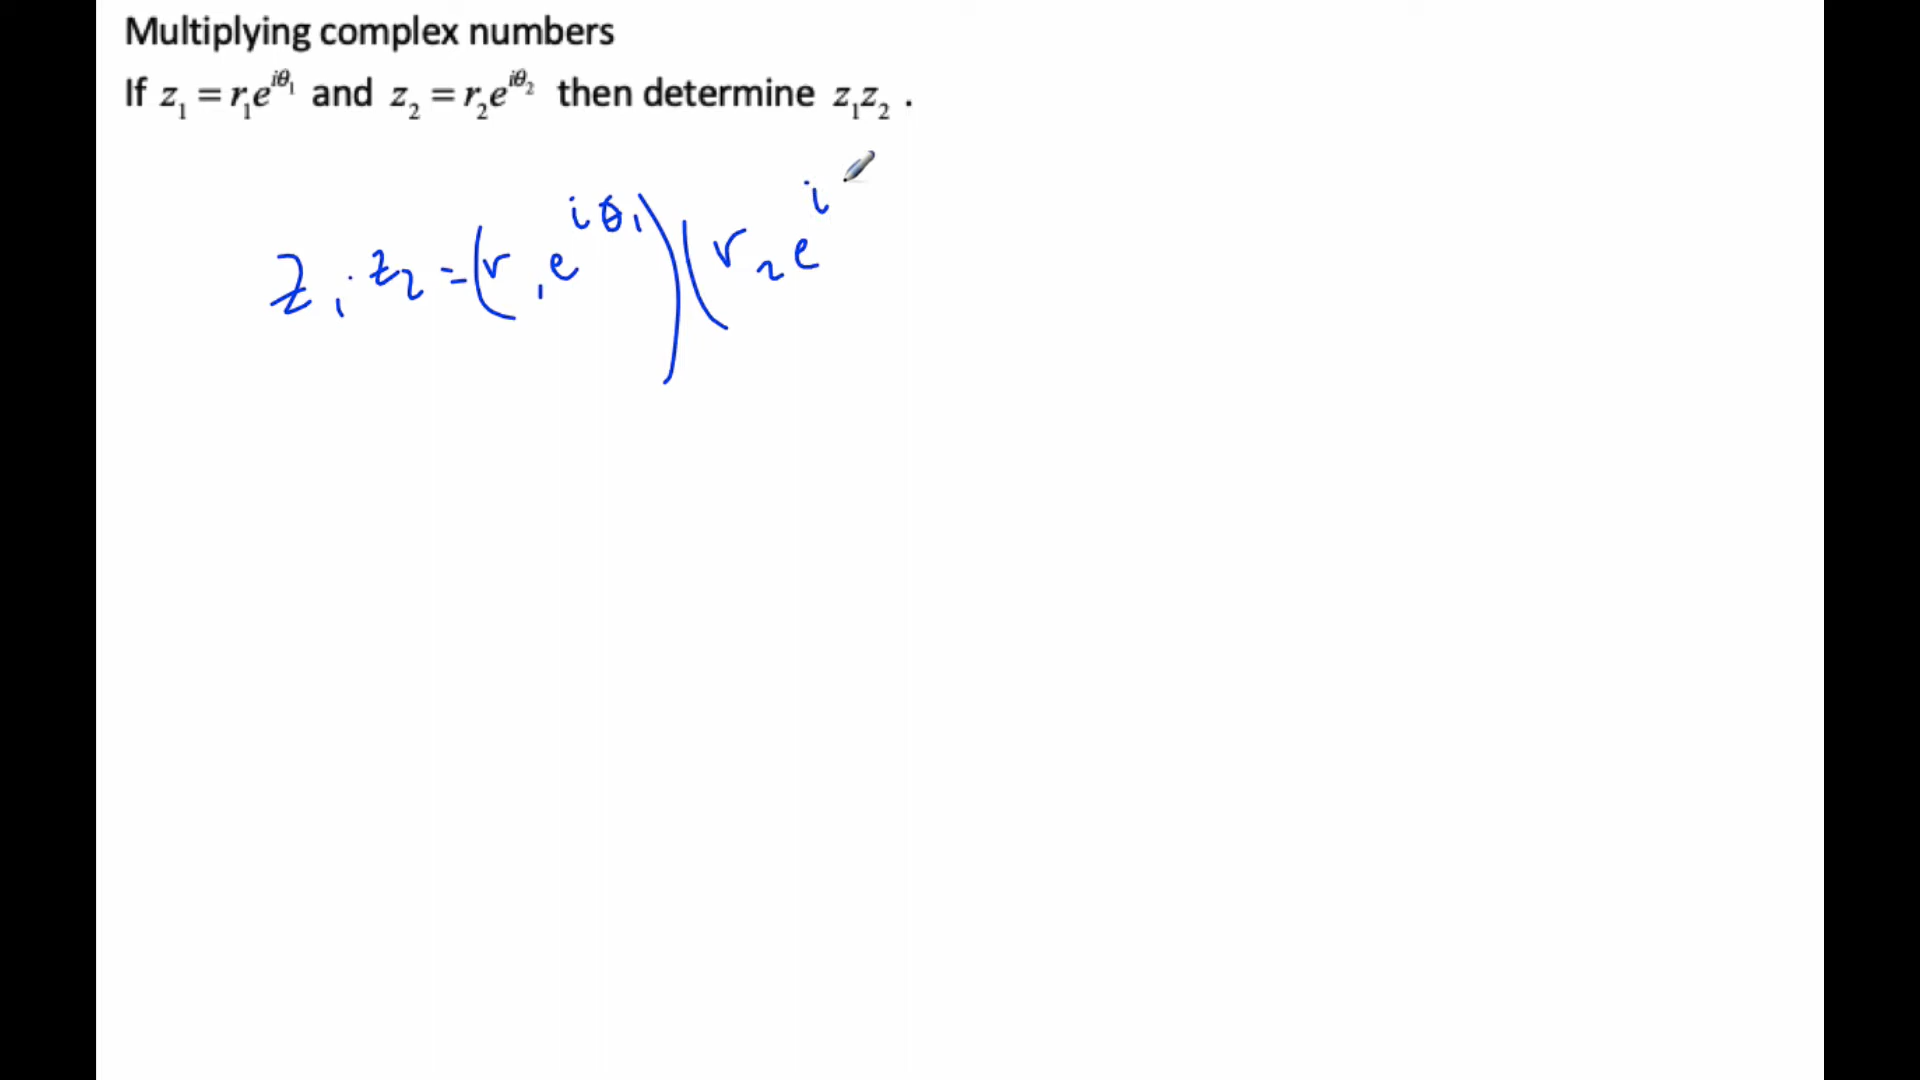 Multiplying complex numbers
If z₁ = r₁e^{iθ₁} and z₂ = r₂e^{iθ₂} then determine z₁z₂ .
z₁ · z₂ = (r₁e^{iθ₁})(r₂e^{i